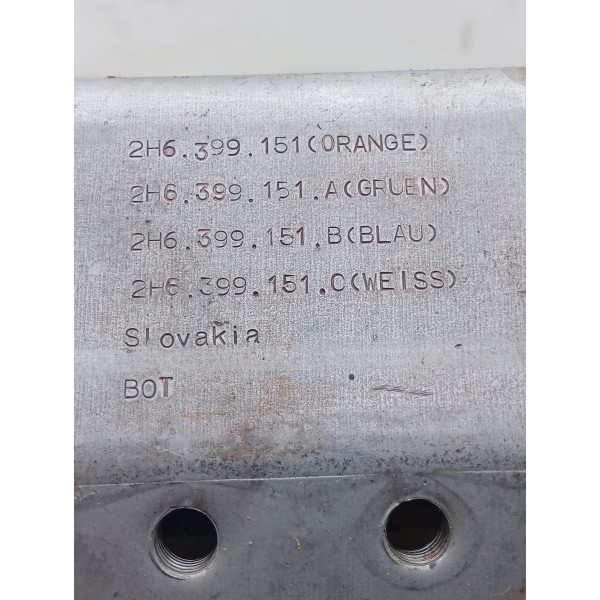 2H6.399.151(ORANGE)
2H6.399.151.A(GRUEN)
2H6.399.151.B(BLAU)
2H6.399.151.C(WEISS)
Slovakia
BOT